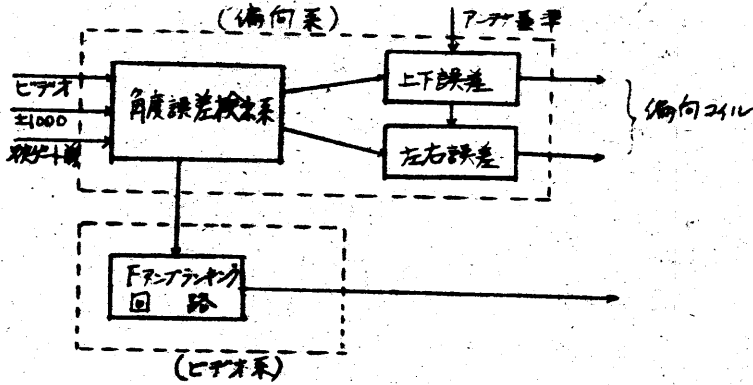 (偏向系)
アンテナ基準
ビデオ
±1000
角度誤差検出系
上下誤差
左右誤差
偏向コイル
回路
(ビデオ系)